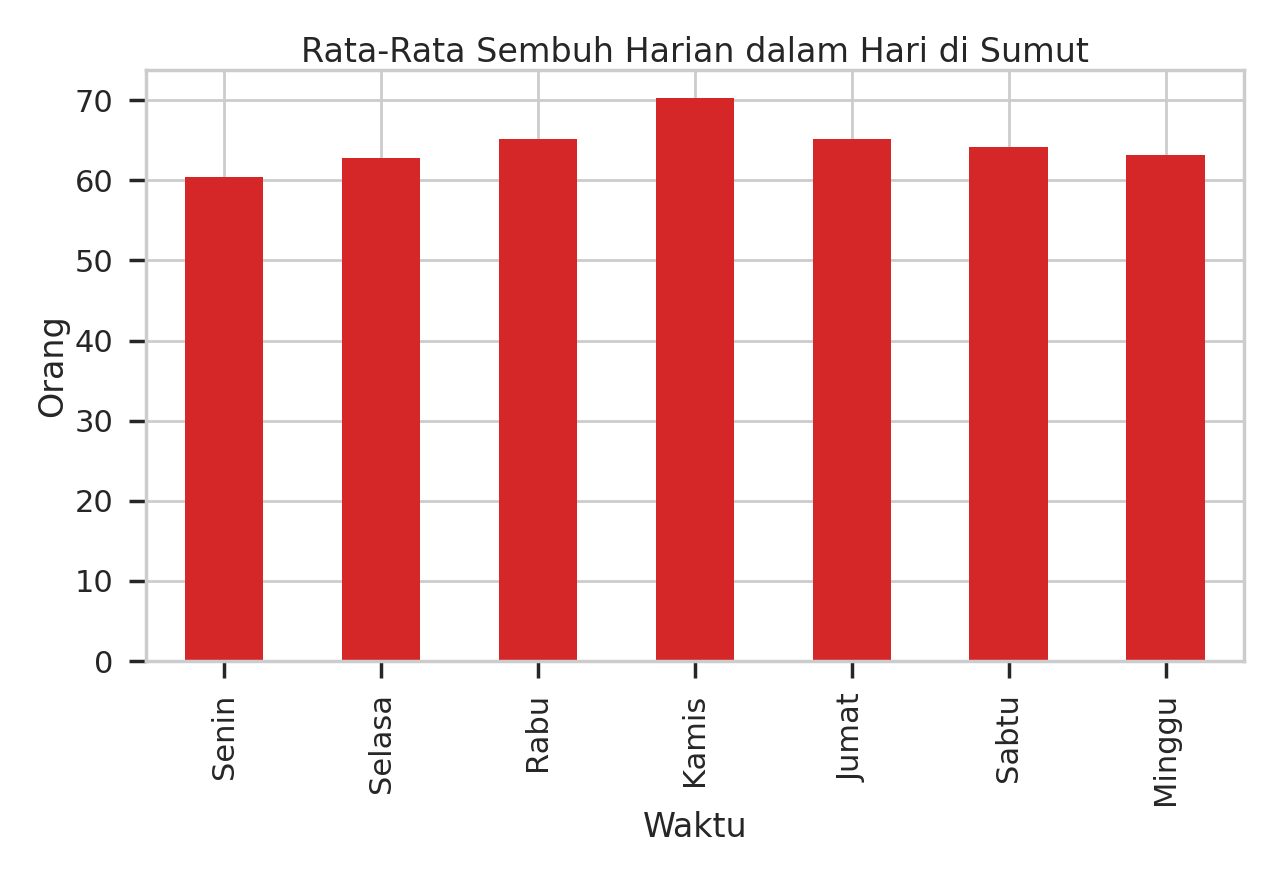 Rata-Rata Sembuh Harian dalam Hari di Sumut
Orang
70
60
50
40
30
20
10
0
Senin
Selasa
Rabu
Kamis
Jumat
Sabtu
Minggu
Waktu